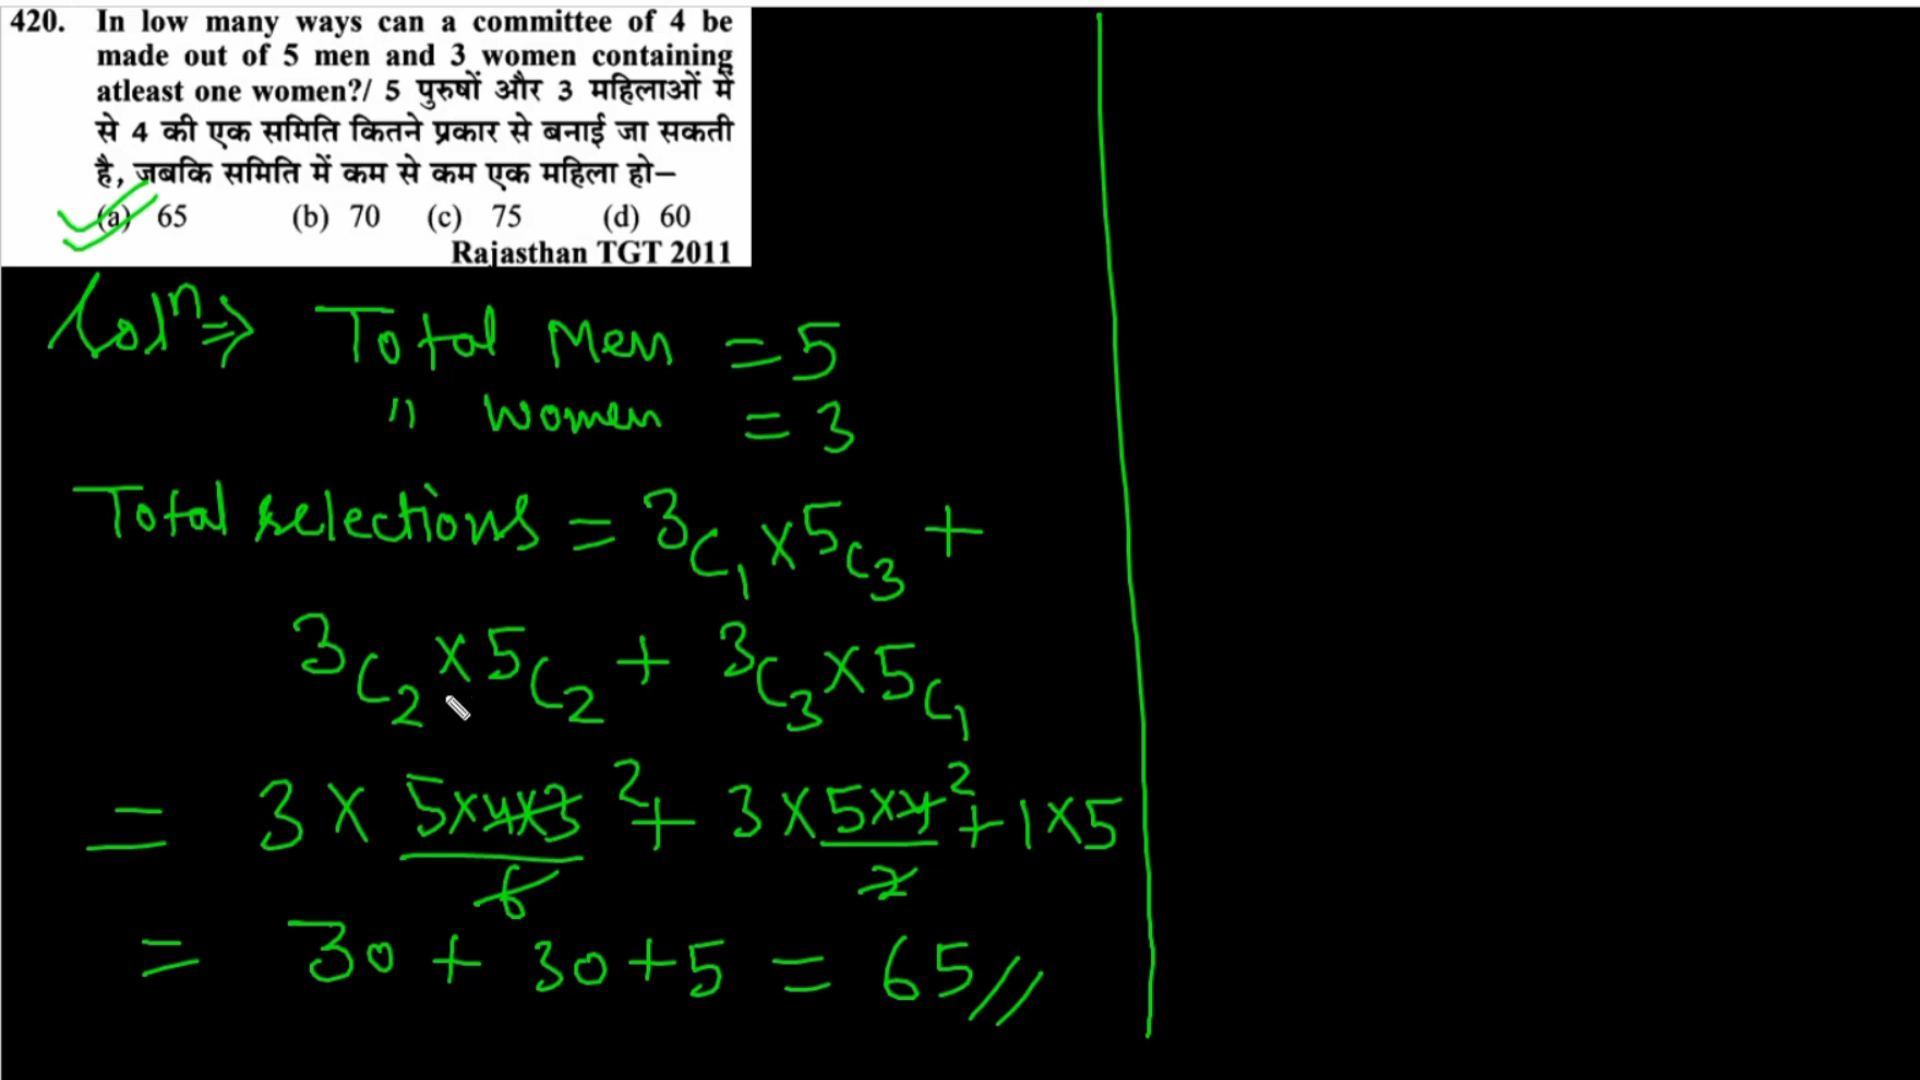 420. In low many ways can a committee of 4 be
made out of 5 men and 3 women containing
atleast one women?/ 5 पुरुषों और 3 महिलाओं में
से 4 की एक समिति कितने प्रकार से बनाई जा सकती
है, जबकि समिति में कम से कम एक महिला हो–
(a) 65 (b) 70 (c) 75 (d) 60
Rajasthan TGT 2011
Solⁿ ⇒ Total Men = 5
" women = 3
Total selections = 3C₁ × 5C₃ +
3C₂ × 5C₂ + 3C₃ × 5C₁
= 3 × 5×4×3/6 2 + 3 × 5×4/2 2 + 1 × 5
= 30 + 30 + 5 = 65//